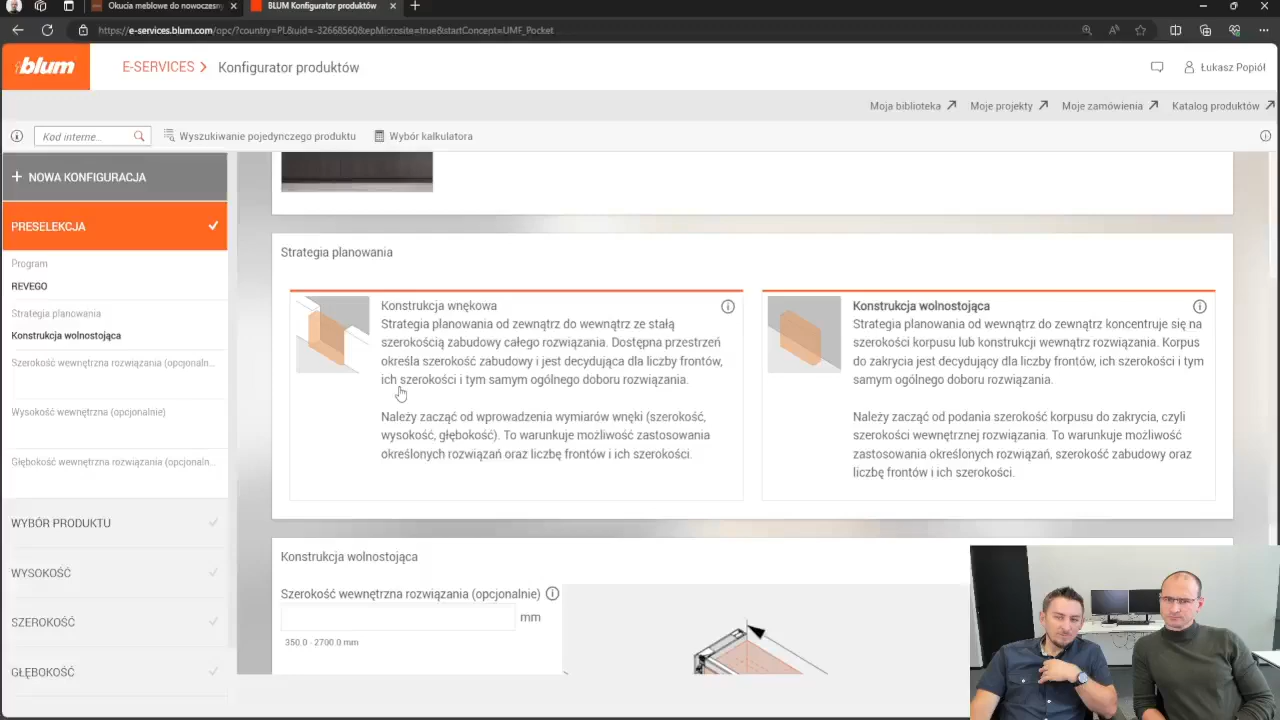 Okucia meblowe do nowoczesny
BLUM Konfigurator produktów
https://e-services.blum.com/opc/?country=PL&uid=-32668560&epMicrosite=true&startConcept=UMF_Pocket
blum
E-SERVICES
Konfigurator produktów
Łukasz Popiół
Moja biblioteka
Moje projekty
Moje zamówienia
Katalog produktów
Kod interne...
Wyszukiwanie pojedynczego produktu
Wybór kalkulatora
+ NOWA KONFIGURACJA
PRESELEKCJA
Program
REVEGO
Strategia planowania
Konstrukcja wolnostojąca
Szerokość wewnętrzna rozwiązania (opcjonaln...
Wysokość wewnętrzna (opcjonalnie)
Głębokość wewnętrzna rozwiązania (opcjonaln...
WYBÓR PRODUKTU
WYSOKOŚĆ
SZEROKOŚĆ
GŁĘBOKOŚĆ
Strategia planowania
Konstrukcja wnękowa
Strategia planowania od zewnątrz do wewnątrz ze stałą
szerokością zabudowy całego rozwiązania. Dostępna przestrzeń
określa szerokość zabudowy i jest decydująca dla liczby frontów,
ich szerokości i tym samym ogólnego doboru rozwiązania.
Należy zacząć od wprowadzenia wymiarów wnęki (szerokość,
wysokość, głębokość). To warunkuje możliwość zastosowania
określonych rozwiązań oraz liczbę frontów i ich szerokości.
Konstrukcja wolnostojąca
Strategia planowania od wewnątrz do zewnątrz koncentruje się na
szerokości korpusu lub konstrukcji wewnątrz rozwiązania. Korpus
do zakrycia jest decydujący dla liczby frontów, ich szerokości i tym
samym ogólnego doboru rozwiązania.
Należy zacząć od podania szerokość korpusu do zakrycia, czyli
szerokości wewnętrznej rozwiązania. To warunkuje możliwość
zastosowania określonych rozwiązań, szerokość zabudowy oraz
liczbę frontów i ich szerokości.
Konstrukcja wolnostojąca
Szerokość wewnętrzna rozwiązania (opcjonalnie)
mm
350.0 - 2700.0 mm